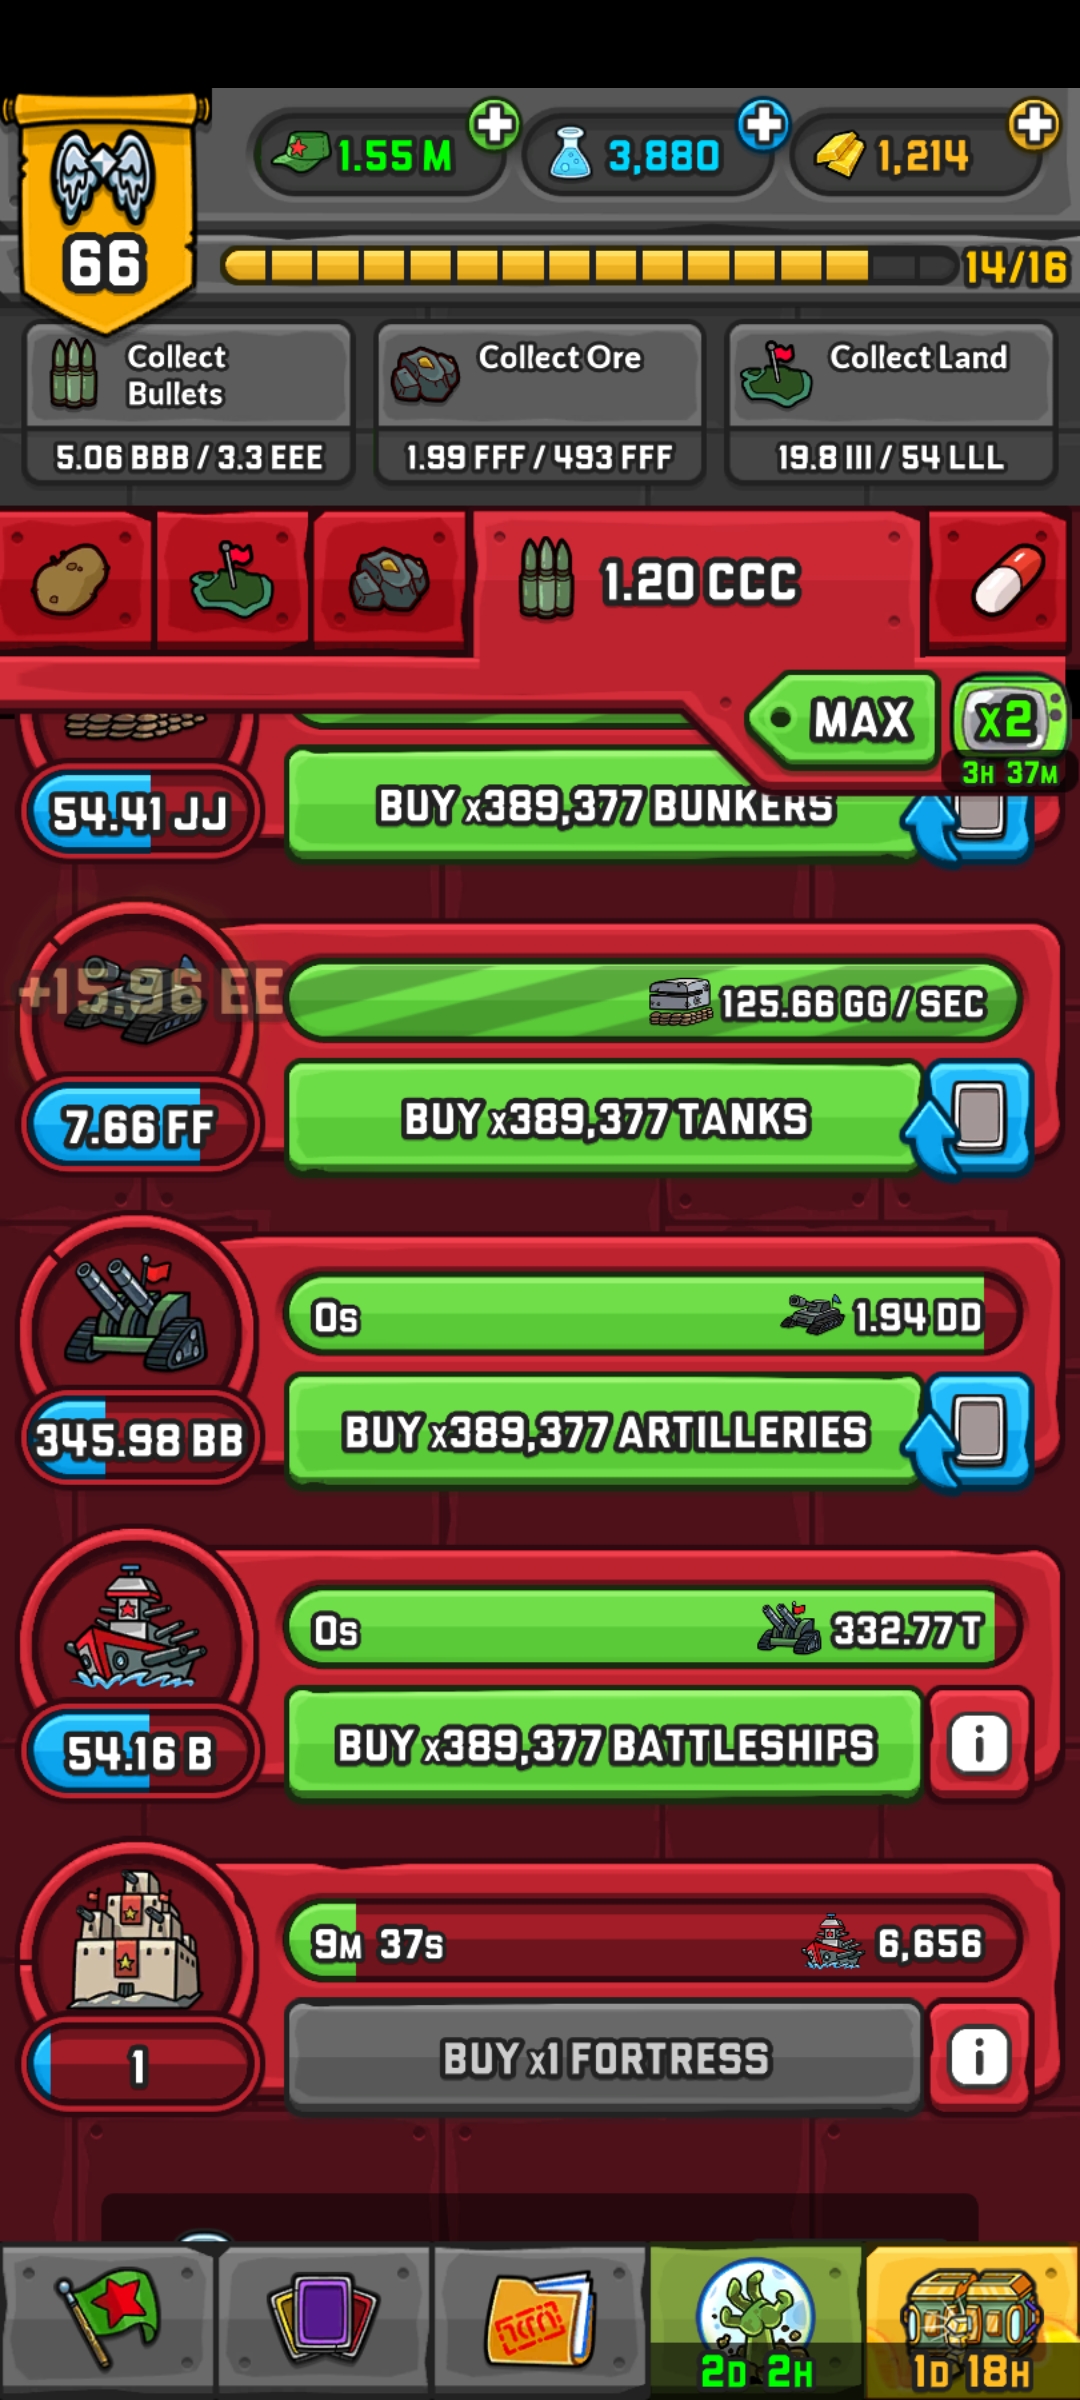 1.55 M
3,880
1,214
66
14/16
Collect
Bullets
Collect Ore
Collect Land
5.06 BBB / 3.3 EEE
1.99 FFF / 493 FFF
19.8 III / 54 LLL
1.20 CCC
MAX
x2
3H 37M
54.41 JJ
BUY x389,377 BUNKERS
+15.96 EE
125.66 GG / SEC
7.66 FF
BUY x389,377 TANKS
0s
1.94 DD
345.98 BB
BUY x389,377 ARTILLERIES
0s
332.77 T
54.16 B
BUY x389,377 BATTLESHIPS
i
9M 37s
6,656
1
BUY x1 FORTRESS
i
2D 2H
1D 18H